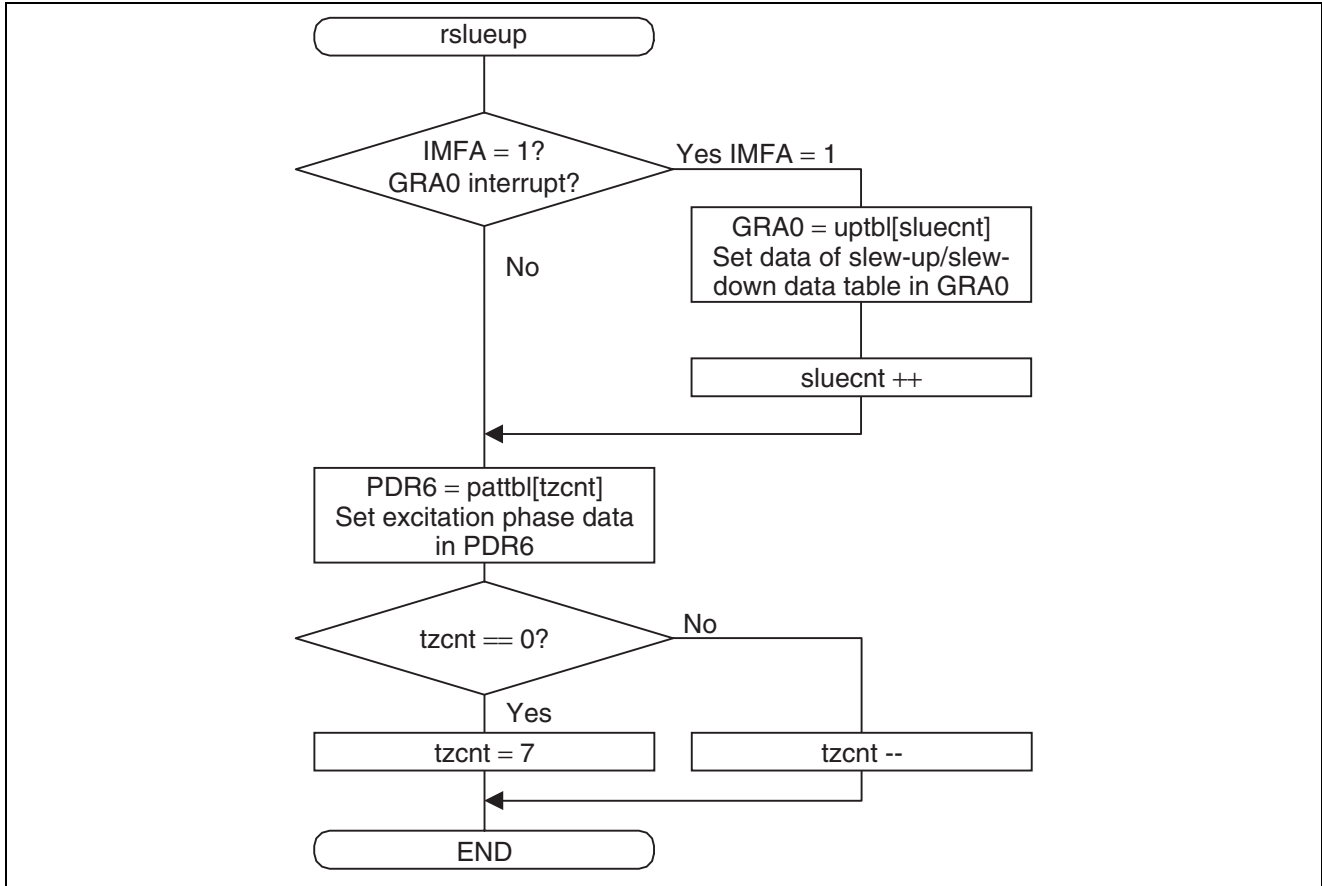 rslueup
IMFA = 1?
GRA0 interrupt?
Yes IMFA = 1
GRA0 = uptbl[sluecnt]
Set data of slew-up/slew-
down data table in GRA0
No
sluecnt ++
PDR6 = pattbl[tzcnt]
Set excitation phase data
in PDR6
tzcnt == 0?
No
Yes
tzcnt = 7
tzcnt --
END